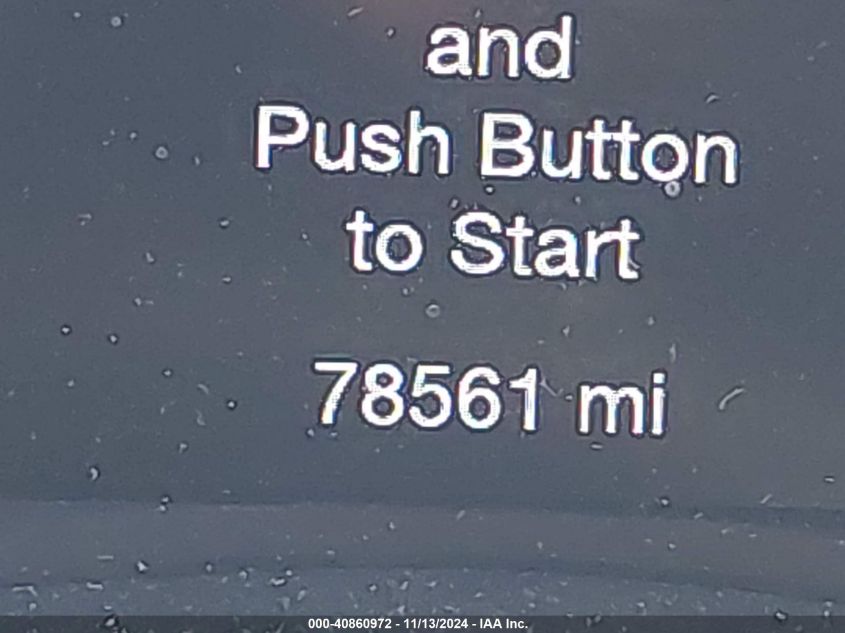 and
Push Button
to Start
78561 mi
000-40860972 - 11/13/2024 - IAA Inc.